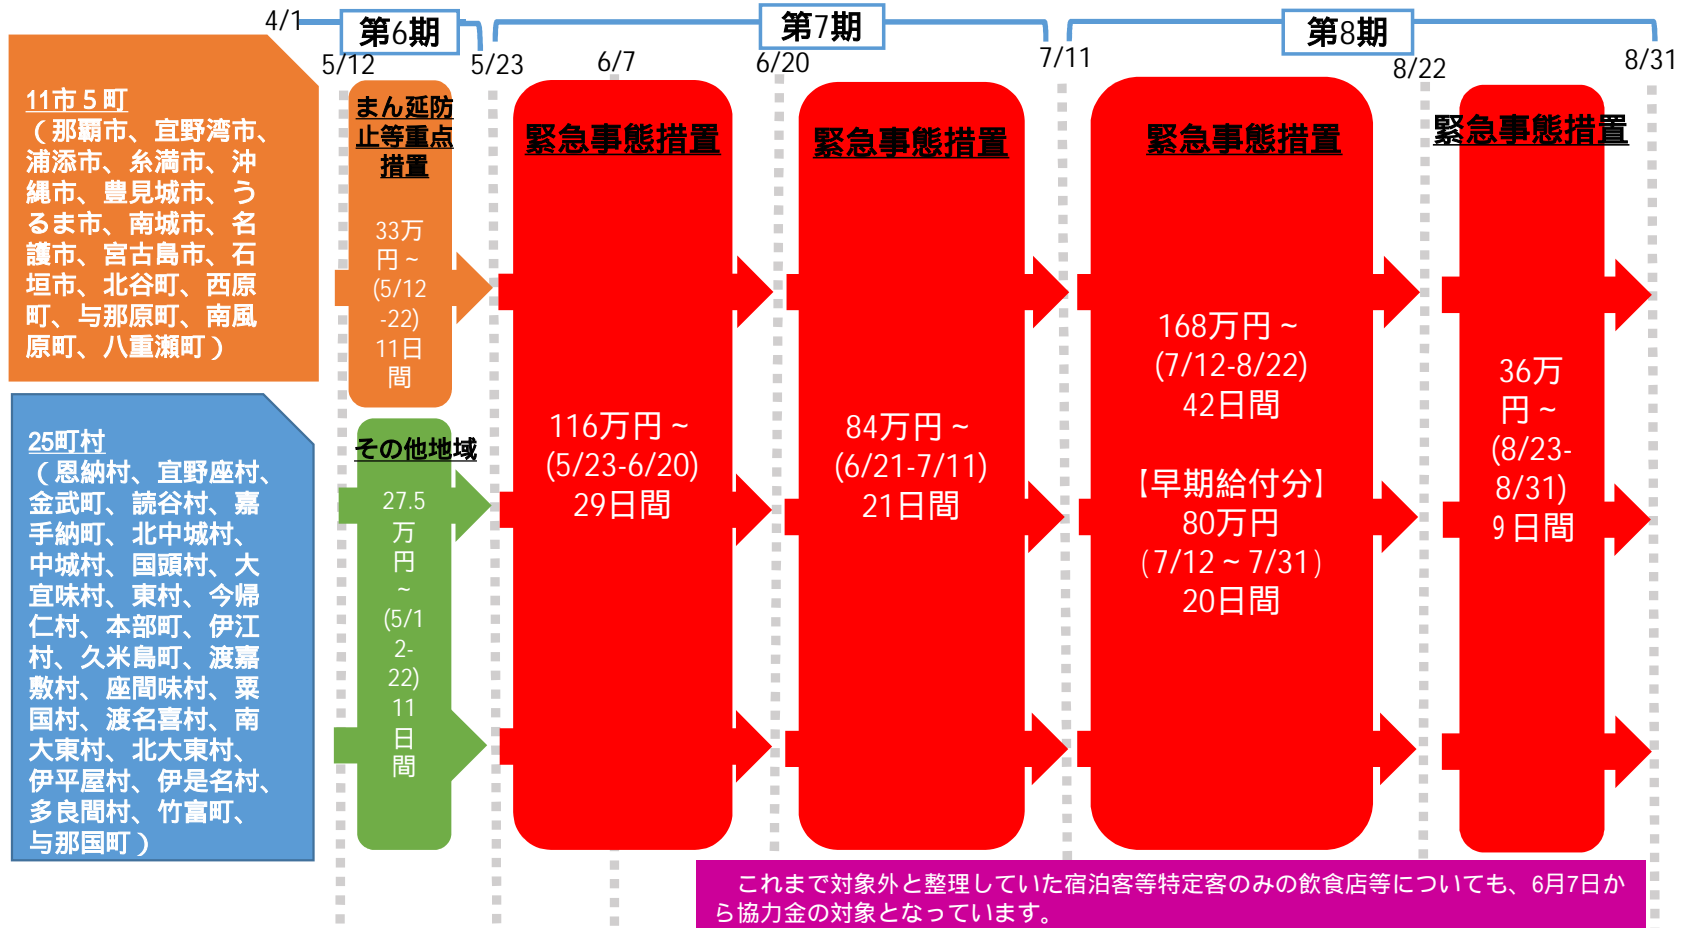 4/1
第6期
第7期
第8期
5/12
5/23
6/7
6/20
7/11
8/22
8/31
11市５町
（那覇市、宜野湾市、
浦添市、糸満市、沖
縄市、豊見城市、う
るま市、南城市、名
護市、宮古島市、石
垣市、北谷町、西原
町、与那原町、南風
原町、八重瀬町）
まん延防
止等重点
措置
33万
円～
(5/12
-22)
11日
間
25町村
（恩納村、宜野座村、
金武町、読谷村、嘉
手納町、北中城村、
中城村、国頭村、大
宜味村、東村、今帰
仁村、本部町、伊江
村、久米島町、渡嘉
敷村、座間味村、粟
国村、渡名喜村、南
大東村、北大東村、
伊平屋村、伊是名村、
多良間村、竹富町、
与那国町）
その他地域
27.5
万
円
～
(5/1
2-
22)
11
日
間
緊急事態措置
116万円～
(5/23-6/20)
29日間
緊急事態措置
84万円～
(6/21-7/11)
21日間
緊急事態措置
168万円～
(7/12-8/22)
42日間
【早期給付分】
80万円
(7/12～7/31)
20日間
緊急事態措置
36万
円～
(8/23-
8/31)
９日間
これまで対象外と整理していた宿泊客等特定客のみの飲食店等についても、6月7日か
ら協力金の対象となっています。